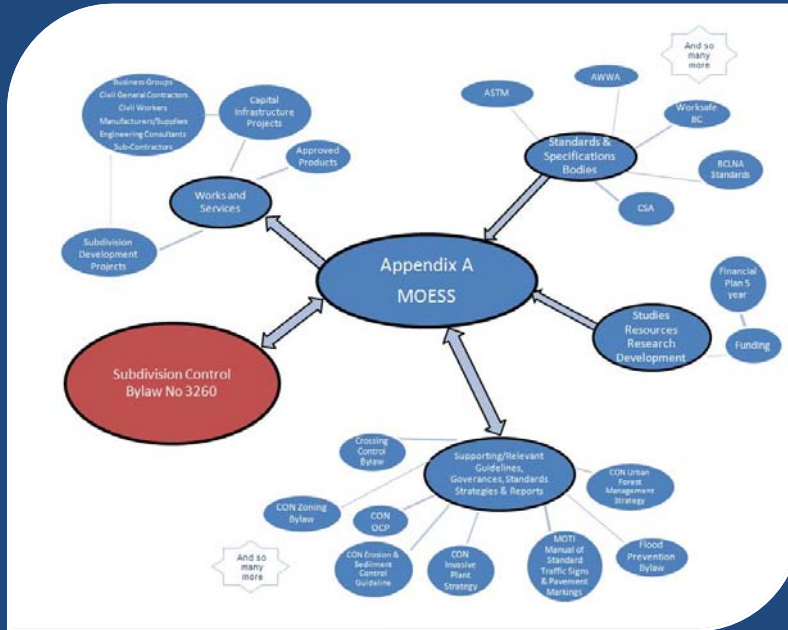 And so
many
more
Business Groups
Civil General Contractors
Civil Workers
Manufacturers/Suppliers
Engineering Consultants
Sub-Contractors
Capital
Infrastructure
Projects
Approved
Products
Works and
Services
Subdivision
Development
Projects
ASTM
AWWA
Worksafe
BC
Standards &
Specifications
Bodies
BCLNA
Standards
CSA
Appendix A
MOESS
Financial
Plan 5
year
Studies
Resources
Research
Development
Funding
Subdivision Control
Bylaw No 3260
Crossing
Control
Bylaw
Supporting/Relevant
Guidelines,
Goverances, Standards
Strategies & Reports
CON Urban
Forest
Management
Strategy
CON Zoning
Bylaw
CON
OCP
CON Erosion &
Sediment
Control
Guideline
CON
Invasive
Plant
Strategy
MOTI
Manual of
Standard
Traffic Signs
& Pavement
Markings
Flood
Prevention
Bylaw
And so
many
more